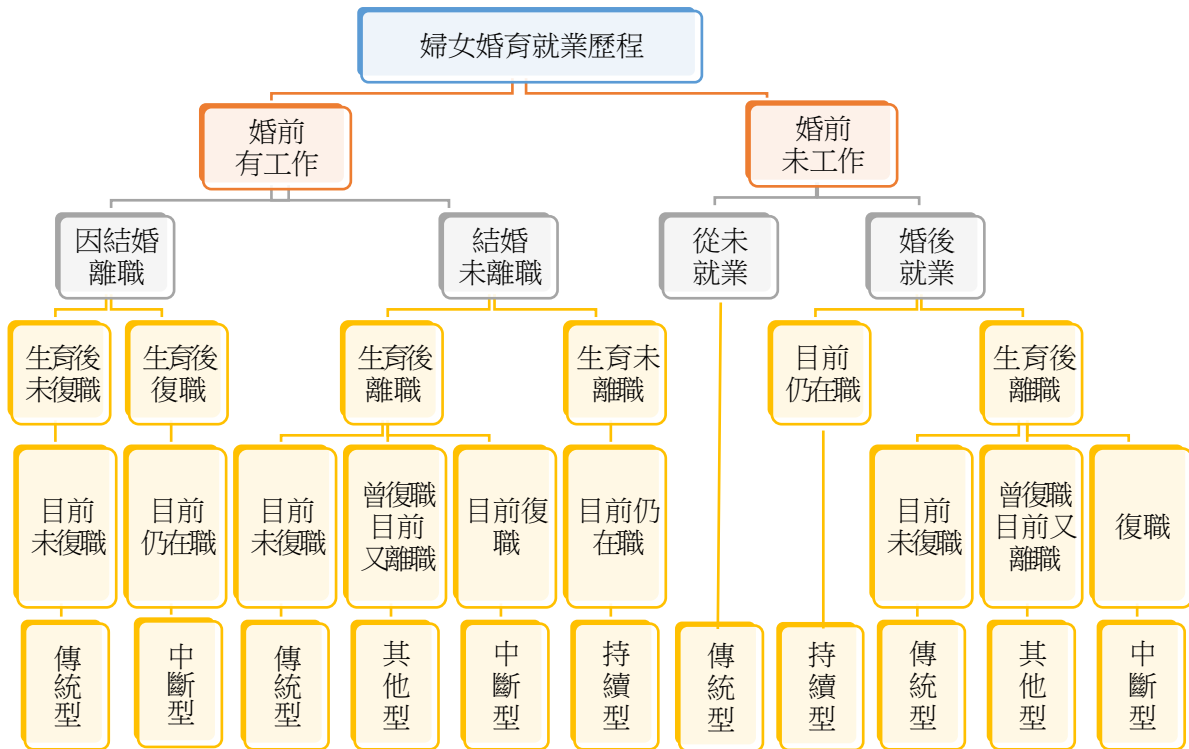 婦女婚育就業歷程
婚前
有工作
婚前
未工作
因結婚
離職
結婚
未離職
從未
就業
婚後
就業
生育後
未復職
生育後
復職
生育後
離職
生育未
離職
目前
仍在職
生育後
離職
目前
未復職
目前
仍在職
目前
未復職
曾復職
目前
又離職
目前復
職
目前仍
在職
目前
未復職
曾復職
目前又
離職
復職
傳統型
中斷型
傳統型
其他型
中斷型
持續型
傳統型
持續型
傳統型
其他型
中斷型